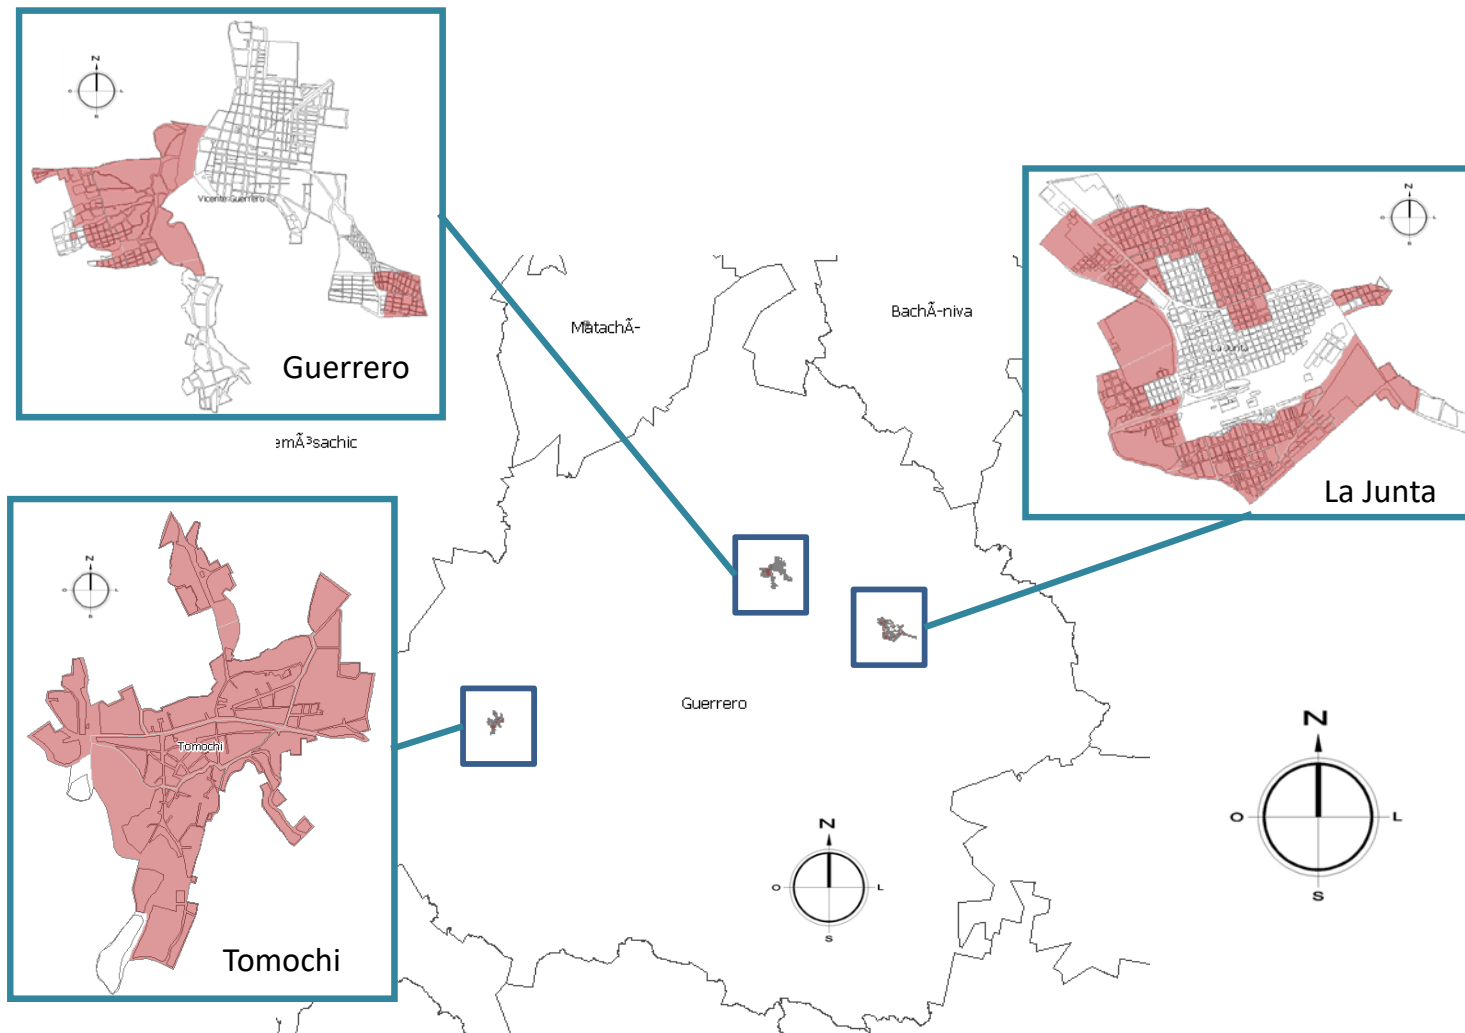 N
O
L
S
Vicente Guerrero
Guerrero
N
O
L
S
La Junta
La Junta
MatachÃ-
BachÃ-niva
emÃ³sachic
N
O
L
S
Tomochi
Tomochi
Guerrero
N
O
L
S
N
O
L
S